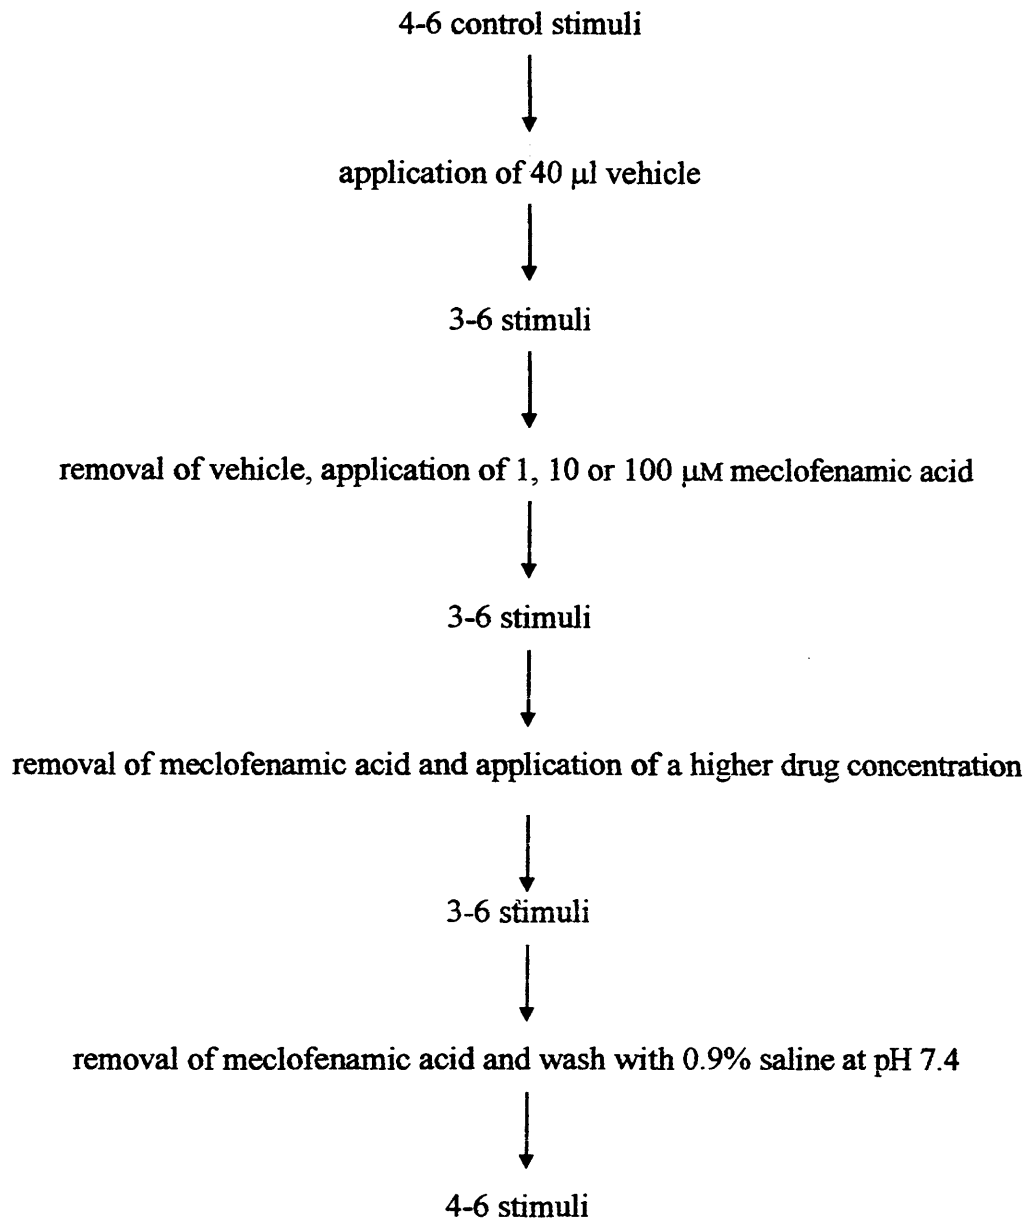 4-6 control stimuli
application of 40 μl vehicle
3-6 stimuli
removal of vehicle, application of 1, 10 or 100 μM meclofenamic acid
3-6 stimuli
removal of meclofenamic acid and application of a higher drug concentration
3-6 stimuli
removal of meclofenamic acid and wash with 0.9% saline at pH 7.4
4-6 stimuli